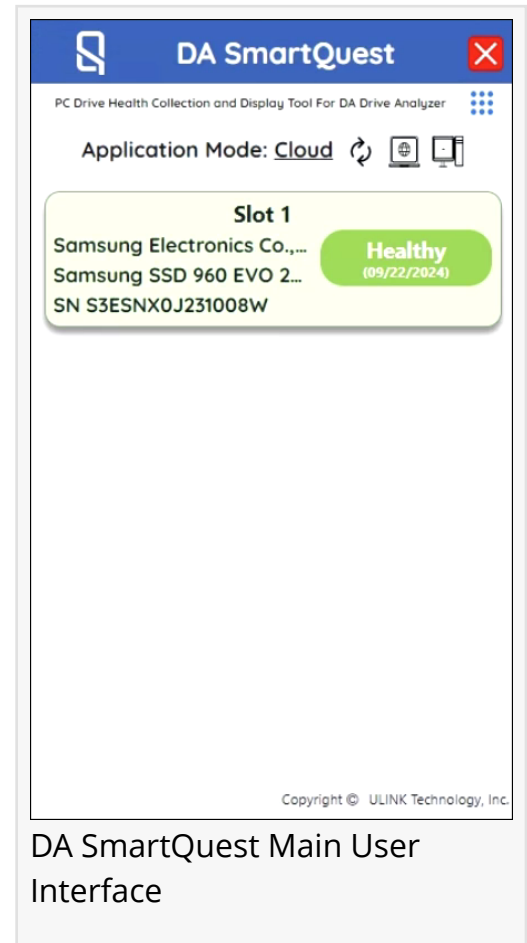 DA SmartQuest
PC Drive Health Collection and Display Tool For DA Drive Analyzer
Application Mode: Cloud
Slot 1
Samsung Electronics Co.,...
Samsung SSD 960 EVO 2...
SN S3ESNX0J231008W
Healthy
(09/22/2024)
Copyright © ULINK Technology, Inc.
DA SmartQuest Main User
Interface